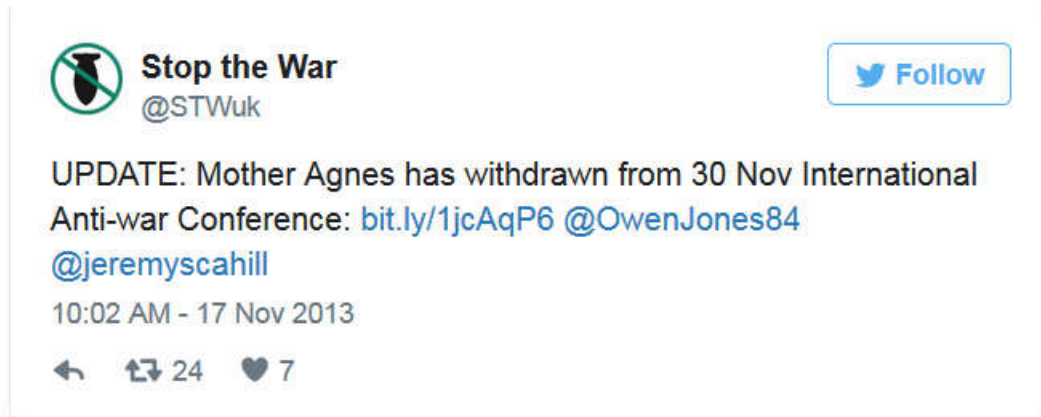 Stop the War
@STWuk
Follow
UPDATE: Mother Agnes has withdrawn from 30 Nov International
Anti-war Conference: bit.ly/1jcAqP6 @OwenJones84
@jeremyscahill
10:02 AM - 17 Nov 2013
24 7